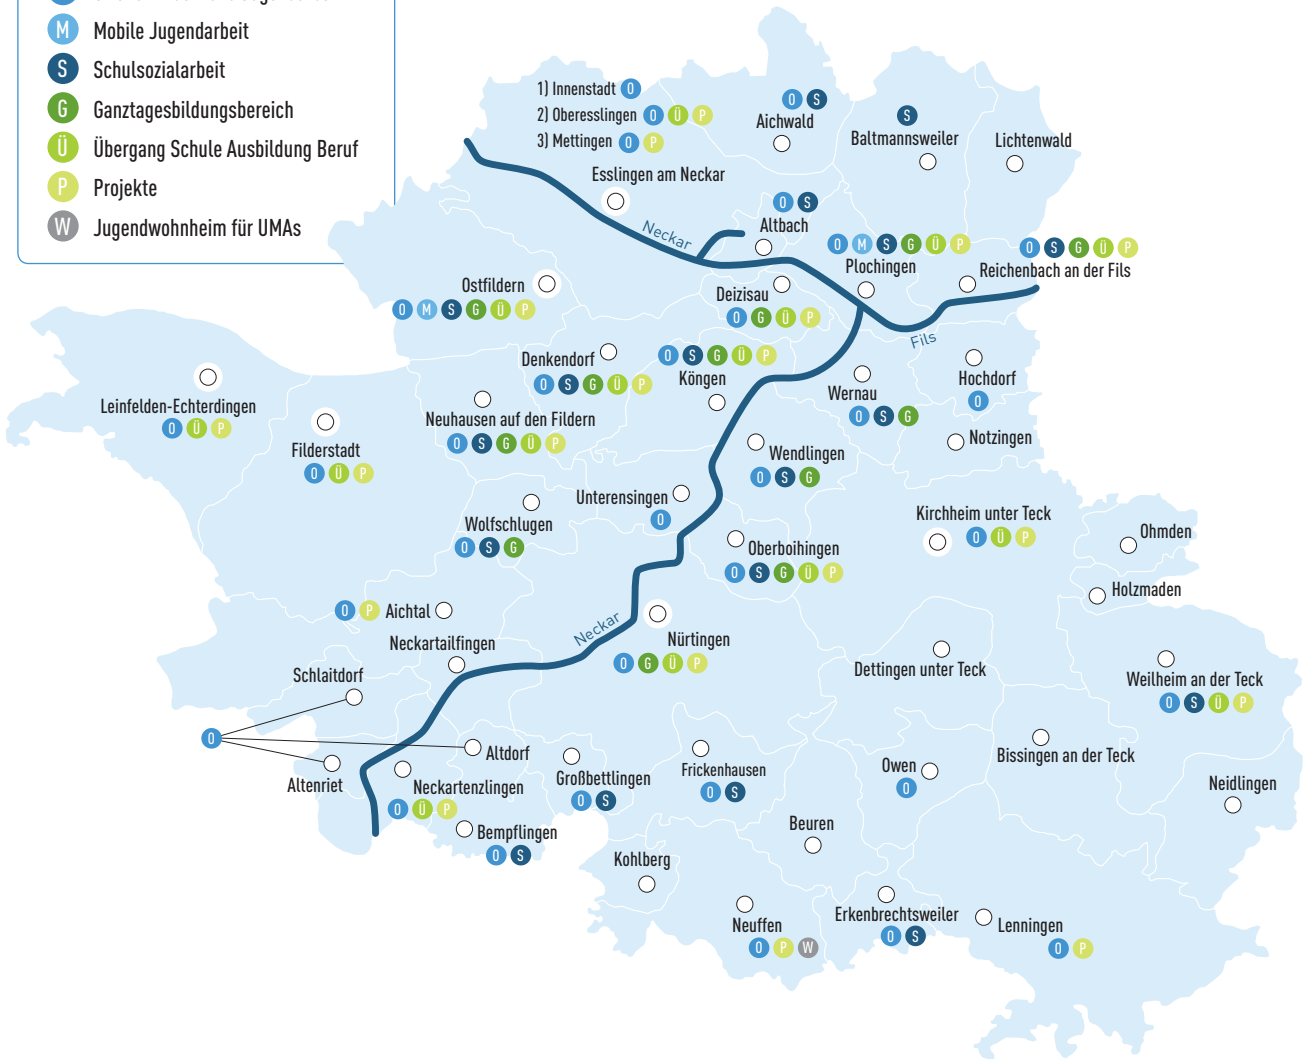 M Mobile Jugendarbeit
S Schulsozialarbeit
G Ganztagesbildungsbereich
Ü Übergang Schule Ausbildung Beruf
P Projekte
W Jugendwohnheim für UMAs
1) Innenstadt O
2) Oberesslingen O Ü P
3) Mettingen O P
Esslingen am Neckar
O S
Aichwald
S
Baltmannsweiler
Lichtenwald
O S
Altbach
Neckar
O M S G Ü P
Plochingen
O S G Ü P
Reichenbach an der Fils
Ostfildern
O M S G Ü P
Deizisau
O G Ü P
Fils
Denkendorf
O S G Ü P
O S G Ü P
Köngen
Wernau
O S G
Hochdorf
O
Leinfelden-Echterdingen
O Ü P
Filderstadt
O Ü P
Neuhausen auf den Fildern
O S G Ü P
Notzingen
Wendlingen
O S G
Unterensingen
O
Wolfschlugen
O S G
Kirchheim unter Teck
O Ü P
Ohmden
Oberboihingen
O S G Ü P
Holzmaden
O P Aichtal
Neckar
Neckartailfingen
Nürtingen
O G Ü P
Dettingen unter Teck
Schlaitdorf
Weilheim an der Teck
O S Ü P
O
Altdorf
Altenriet
Neckartenzlingen
O Ü P
Großbettlingen
O S
Frickenhausen
O S
Owen
O
Bissingen an der Teck
Neidlingen
Bempflingen
O S
Beuren
Kohlberg
Neuffen
O P W
Erkenbrechtsweiler
O S
Lenningen
O P